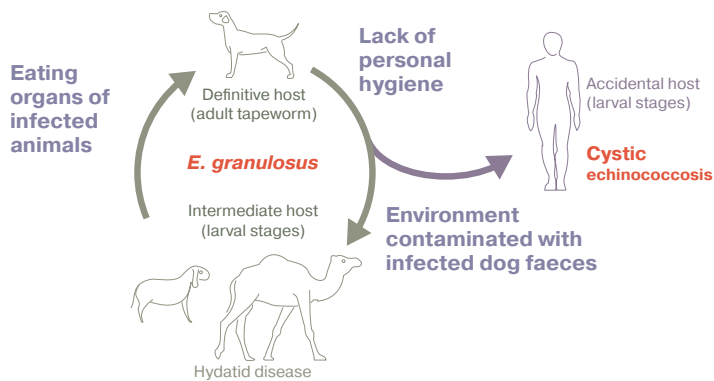 Eating
organs of
infected
animals
Definitive host
(adult tapeworm)
Lack of
personal
hygiene
E. granulosus
Accidental host
(larval stages)
Cystic
echinococcosis
Intermediate host
(larval stages)
Environment
contaminated with
infected dog faeces
Hydatid disease